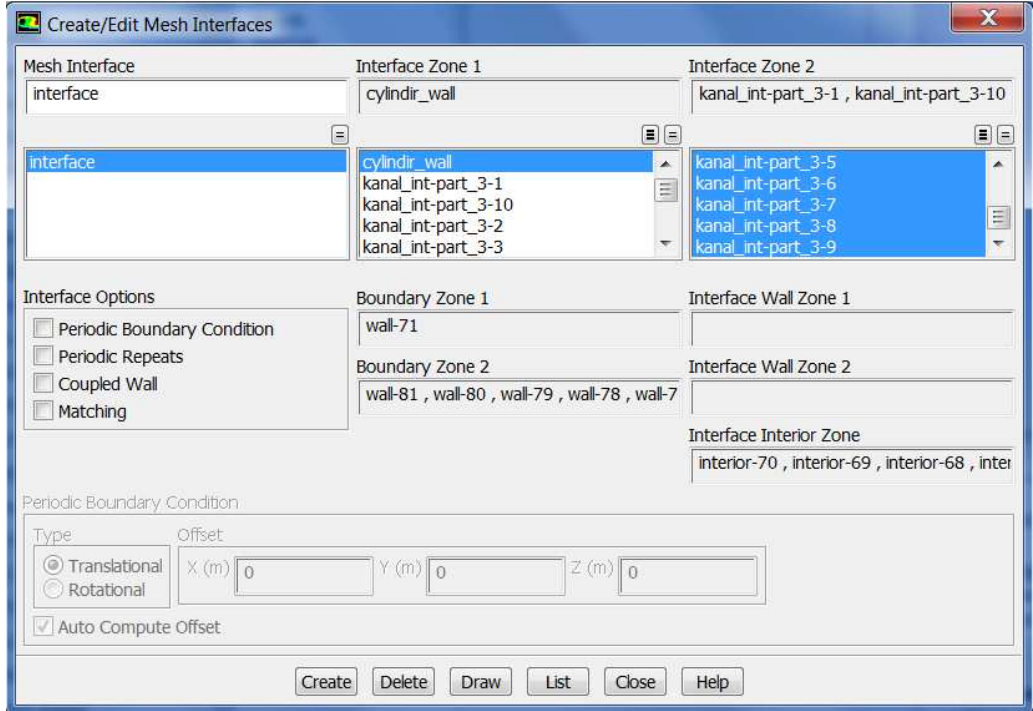 Create/Edit Mesh Interfaces
Mesh Interface
interface
Interface Zone 1
cylindir_wall
Interface Zone 2
kanal_int-part_3-1 , kanal_int-part_3-10
interface
cylindir_wall
kanal_int-part_3-1
kanal_int-part_3-10
kanal_int-part_3-2
kanal_int-part_3-3
kanal_int-part_3-5
kanal_int-part_3-6
kanal_int-part_3-7
kanal_int-part_3-8
kanal_int-part_3-9
Interface Options
Periodic Boundary Condition
Periodic Repeats
Coupled Wall
Matching
Boundary Zone 1
wall-71
Boundary Zone 2
wall-81 , wall-80 , wall-79 , wall-78 , wall-7
Interface Wall Zone 1
Interface Wall Zone 2
Interface Interior Zone
interior-70 , interior-69 , interior-68 , inter
Periodic Boundary Condition
Type
Translational
Rotational
Offset
X (m) 0 Y (m) 0 Z (m) 0
Auto Compute Offset
Create Delete Draw List Close Help